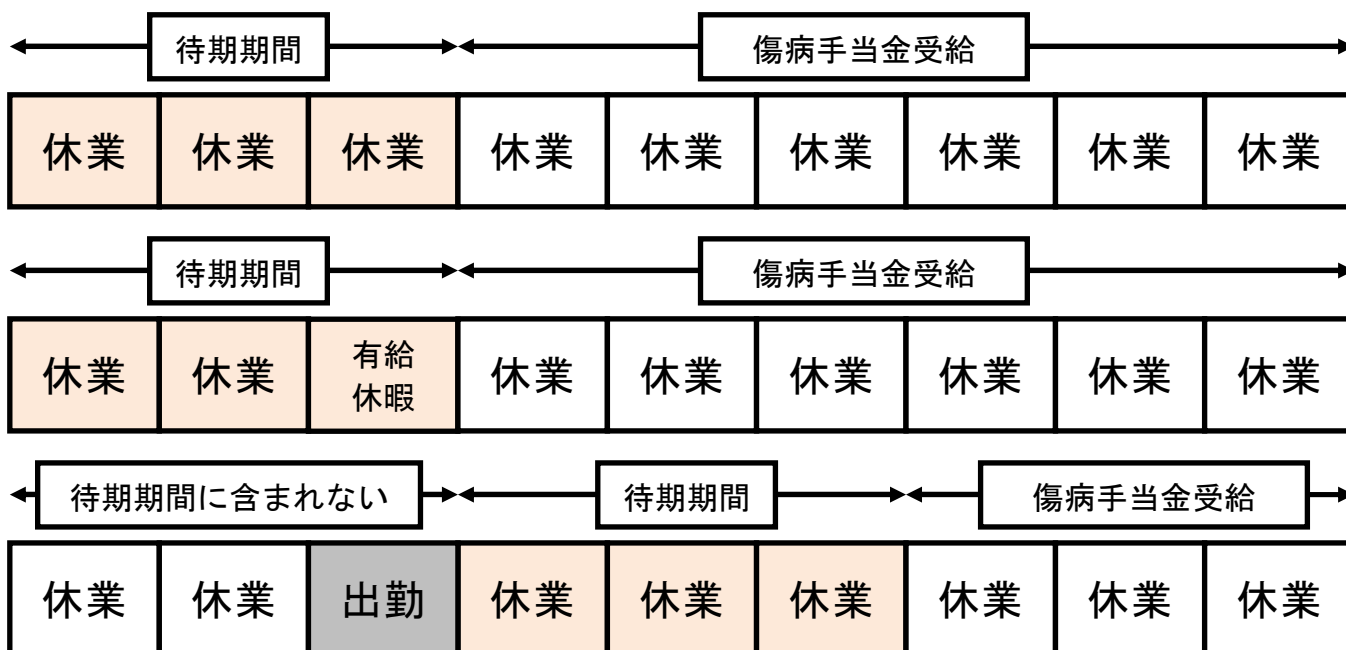 待期期間 傷病手当金受給
休業 休業 休業 休業 休業 休業 休業 休業 休業
待期期間 傷病手当金受給
休業 休業 有給休暇 休業 休業 休業 休業 休業 休業
待期期間に含まれない 待期期間 傷病手当金受給
休業 休業 出勤 休業 休業 休業 休業 休業 休業